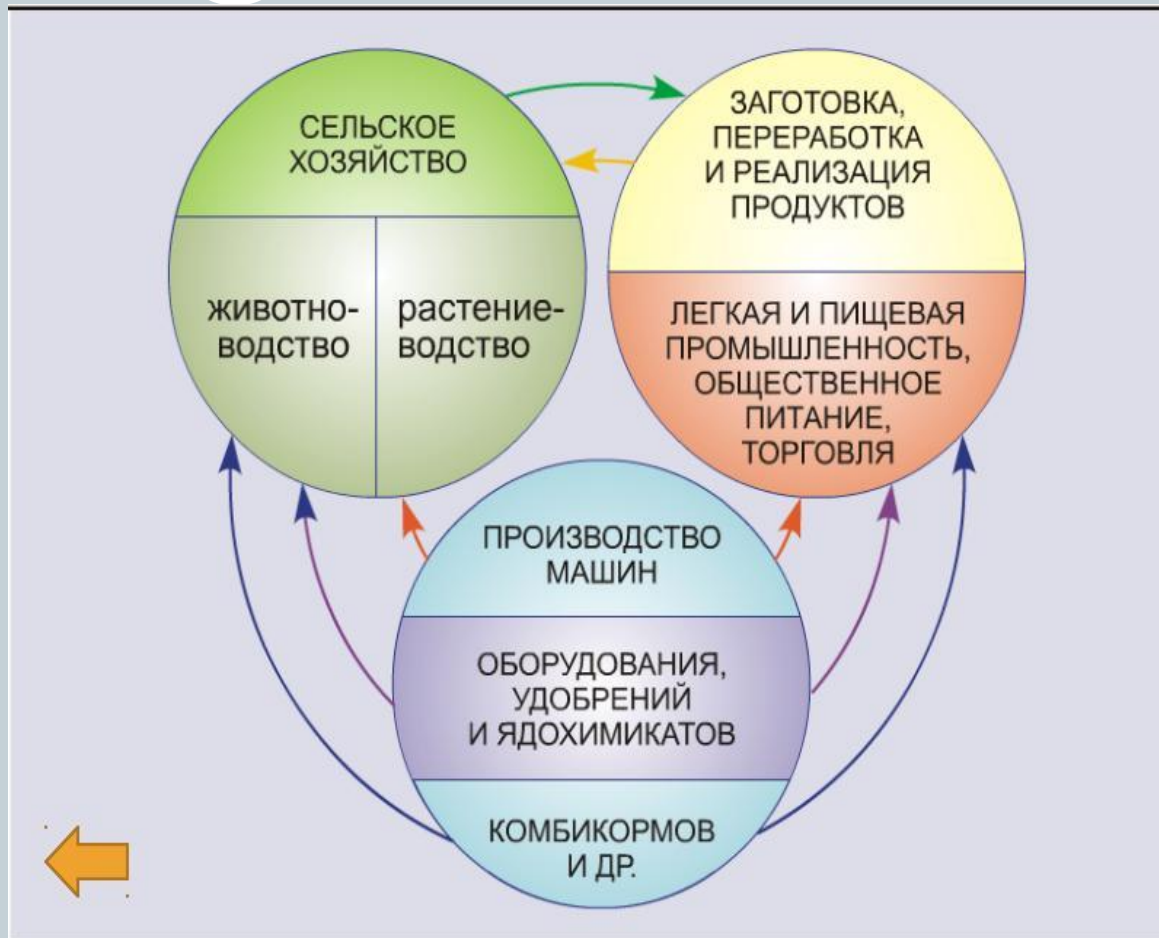 СЕЛЬСКОЕ
ХОЗЯЙСТВО
животно-
водство
растение-
водство
ЗАГОТОВКА,
ПЕРЕРАБОТКА
И РЕАЛИЗАЦИЯ
ПРОДУКТОВ
ЛЕГКАЯ И ПИЩЕВАЯ
ПРОМЫШЛЕННОСТЬ,
ОБЩЕСТВЕННОЕ
ПИТАНИЕ,
ТОРГОВЛЯ
ПРОИЗВОДСТВО
МАШИН
ОБОРУДОВАНИЯ,
УДОБРЕНИЙ
И ЯДОХИМИКАТОВ
КОМБИКОРМОВ
И ДР.